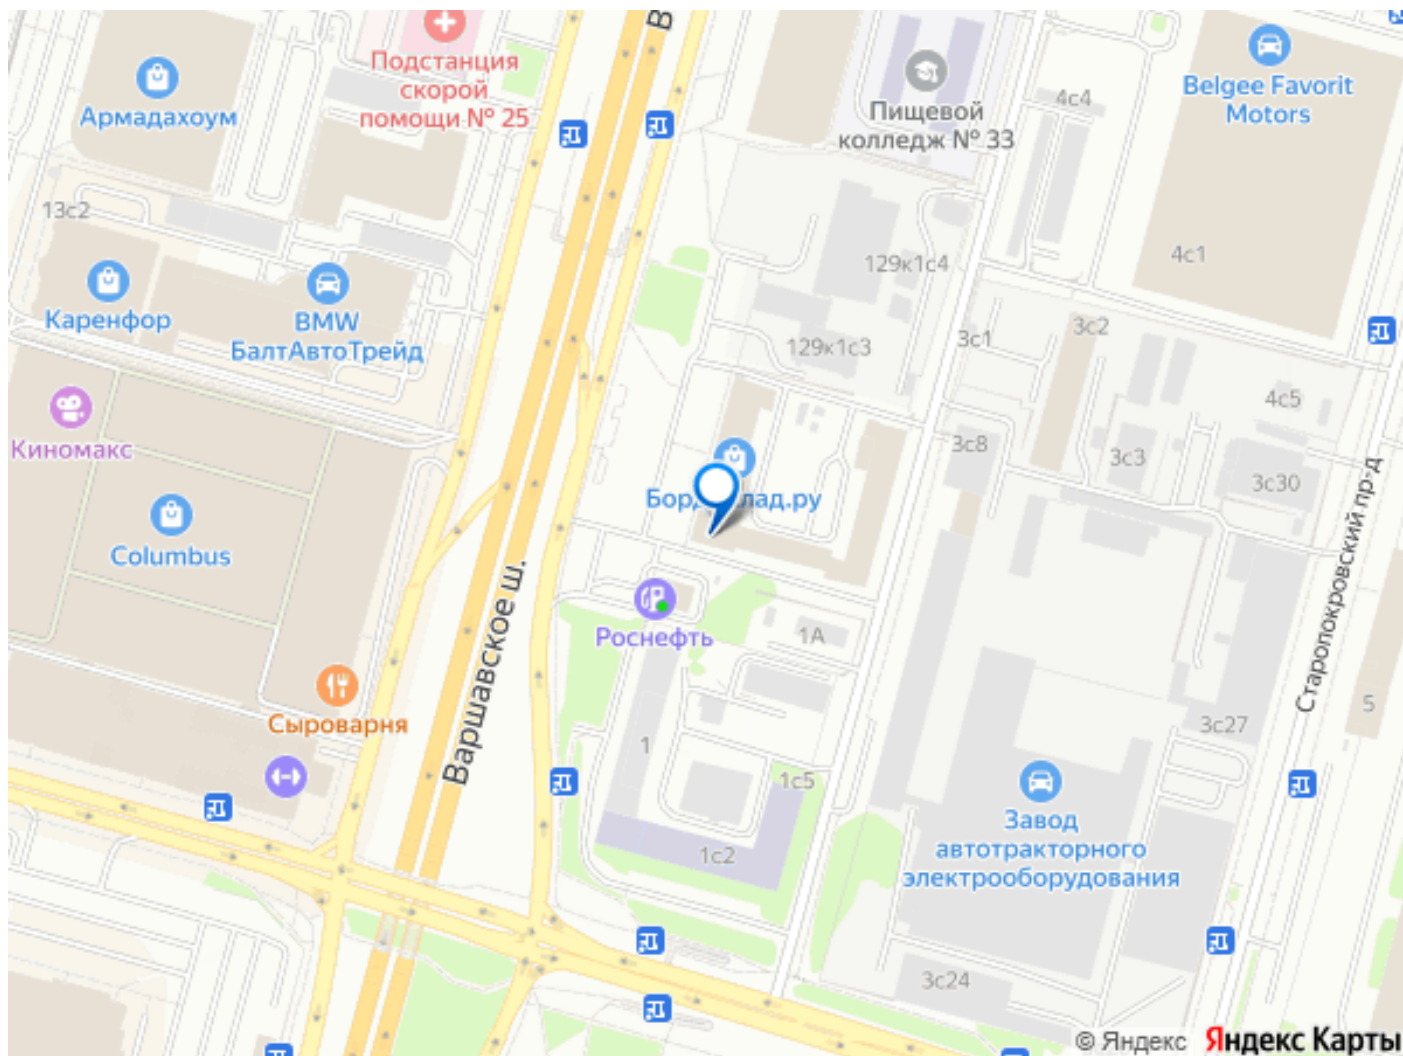 В
Подстанция
скорой
помощи № 25
Армадахоум
Пищевой
колледж № 33
4с4
Belgee Favorit
Motors
13с2
Каренфор
BMW
БалтАвтоТрейд
129к1с4
4с1
129к1с3
3с1
3с2
4с5
Киномакс
3с8
3с3
3с30
Columbus
Варшавское ш.
Роснефть
1А
Старопокровский пр-д
Сыроварня
1
1с5
1с2
3с27
5
Завод
автотракторного
электрооборудования
3с24
© Яндекс Яндекс Карты